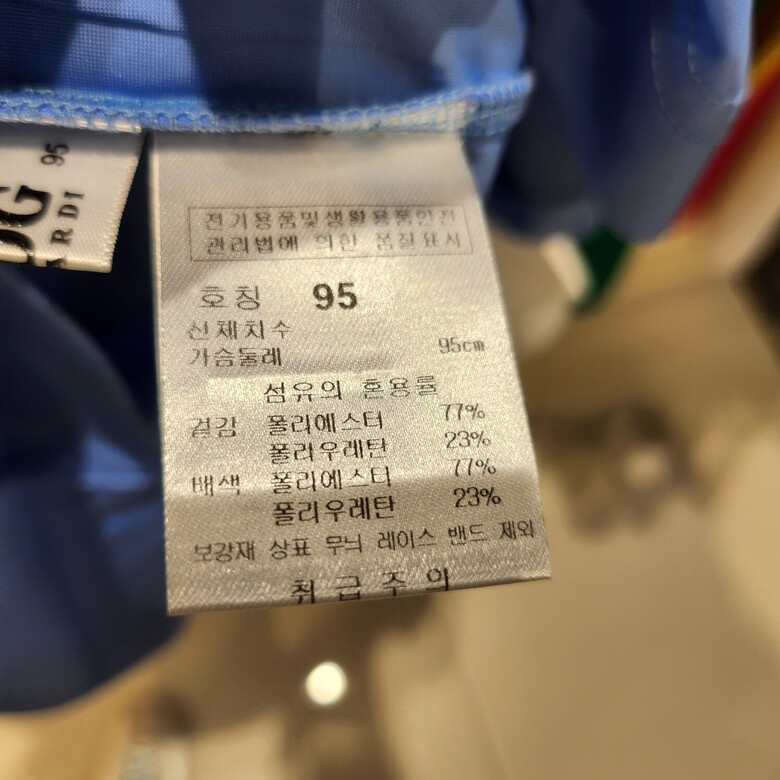 95
ARDI
전기용품및생활용품안전
관리법에 의한 품질표시
호칭 95
신체치수
가슴둘레 95cm
섬유의 혼용률
겉감 폴리에스터 77%
폴리우레탄 23%
배색 폴리에스터 77%
폴리우레탄 23%
보강재 상표 무늬 레이스 밴드 제외
취급주의